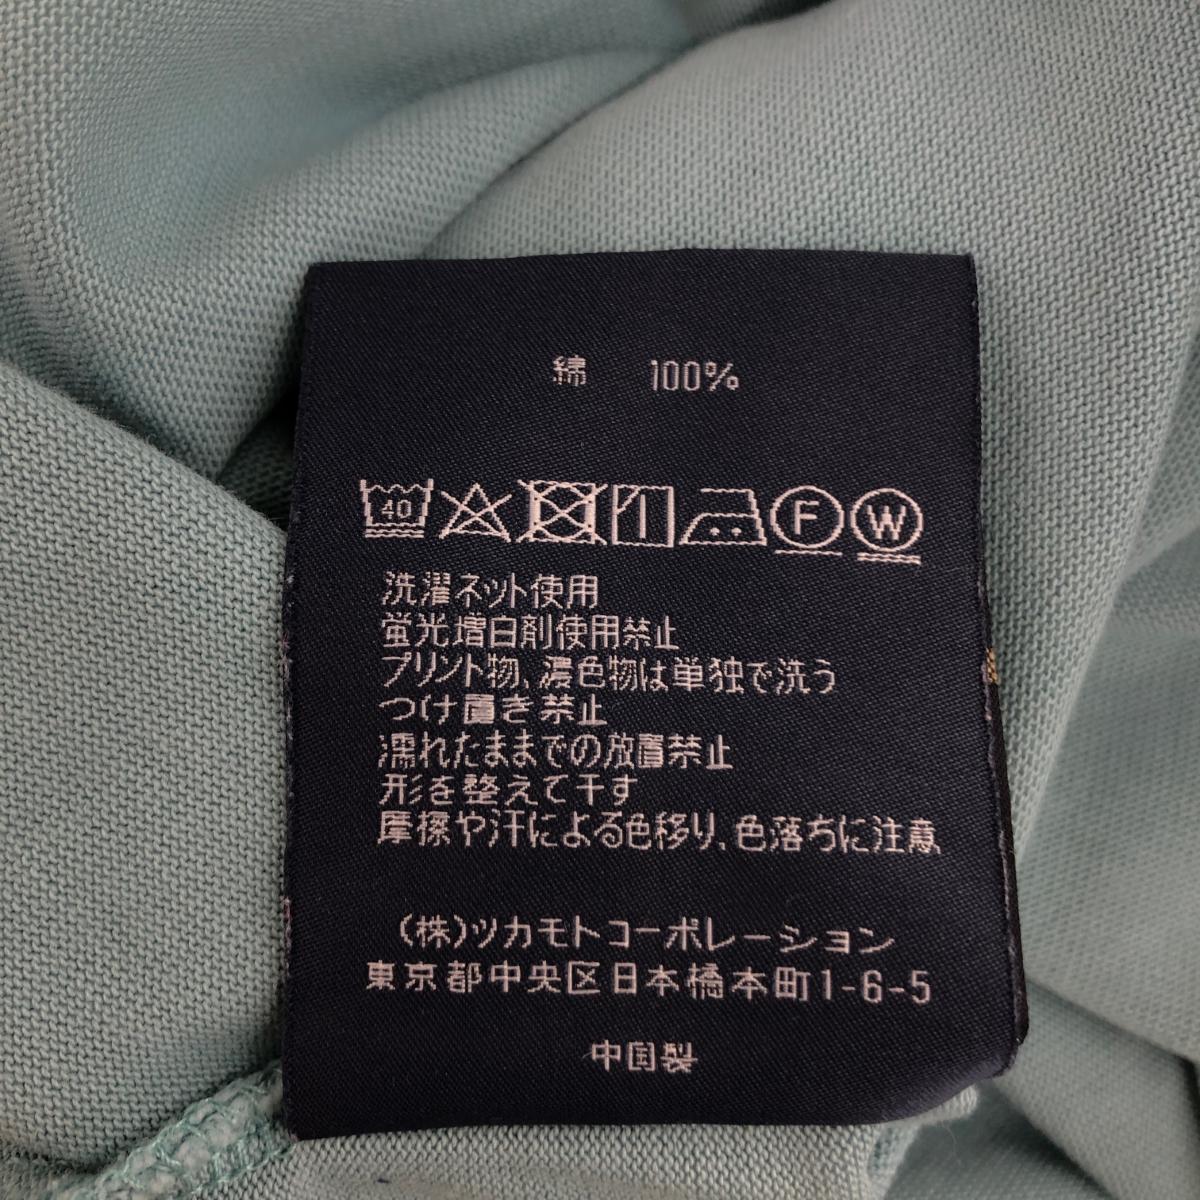 綿 100%
40 F W
洗濯ネット使用
蛍光増白剤使用禁止
プリント物、濃色物は単独で洗う
つけ置き禁止
濡れたままでの放置禁止
形を整えて干す
摩擦や汗による色移り、色落ちに注意
(株)ツカモトコーポレーション
東京都中央区日本橋本町1-6-5
中国製